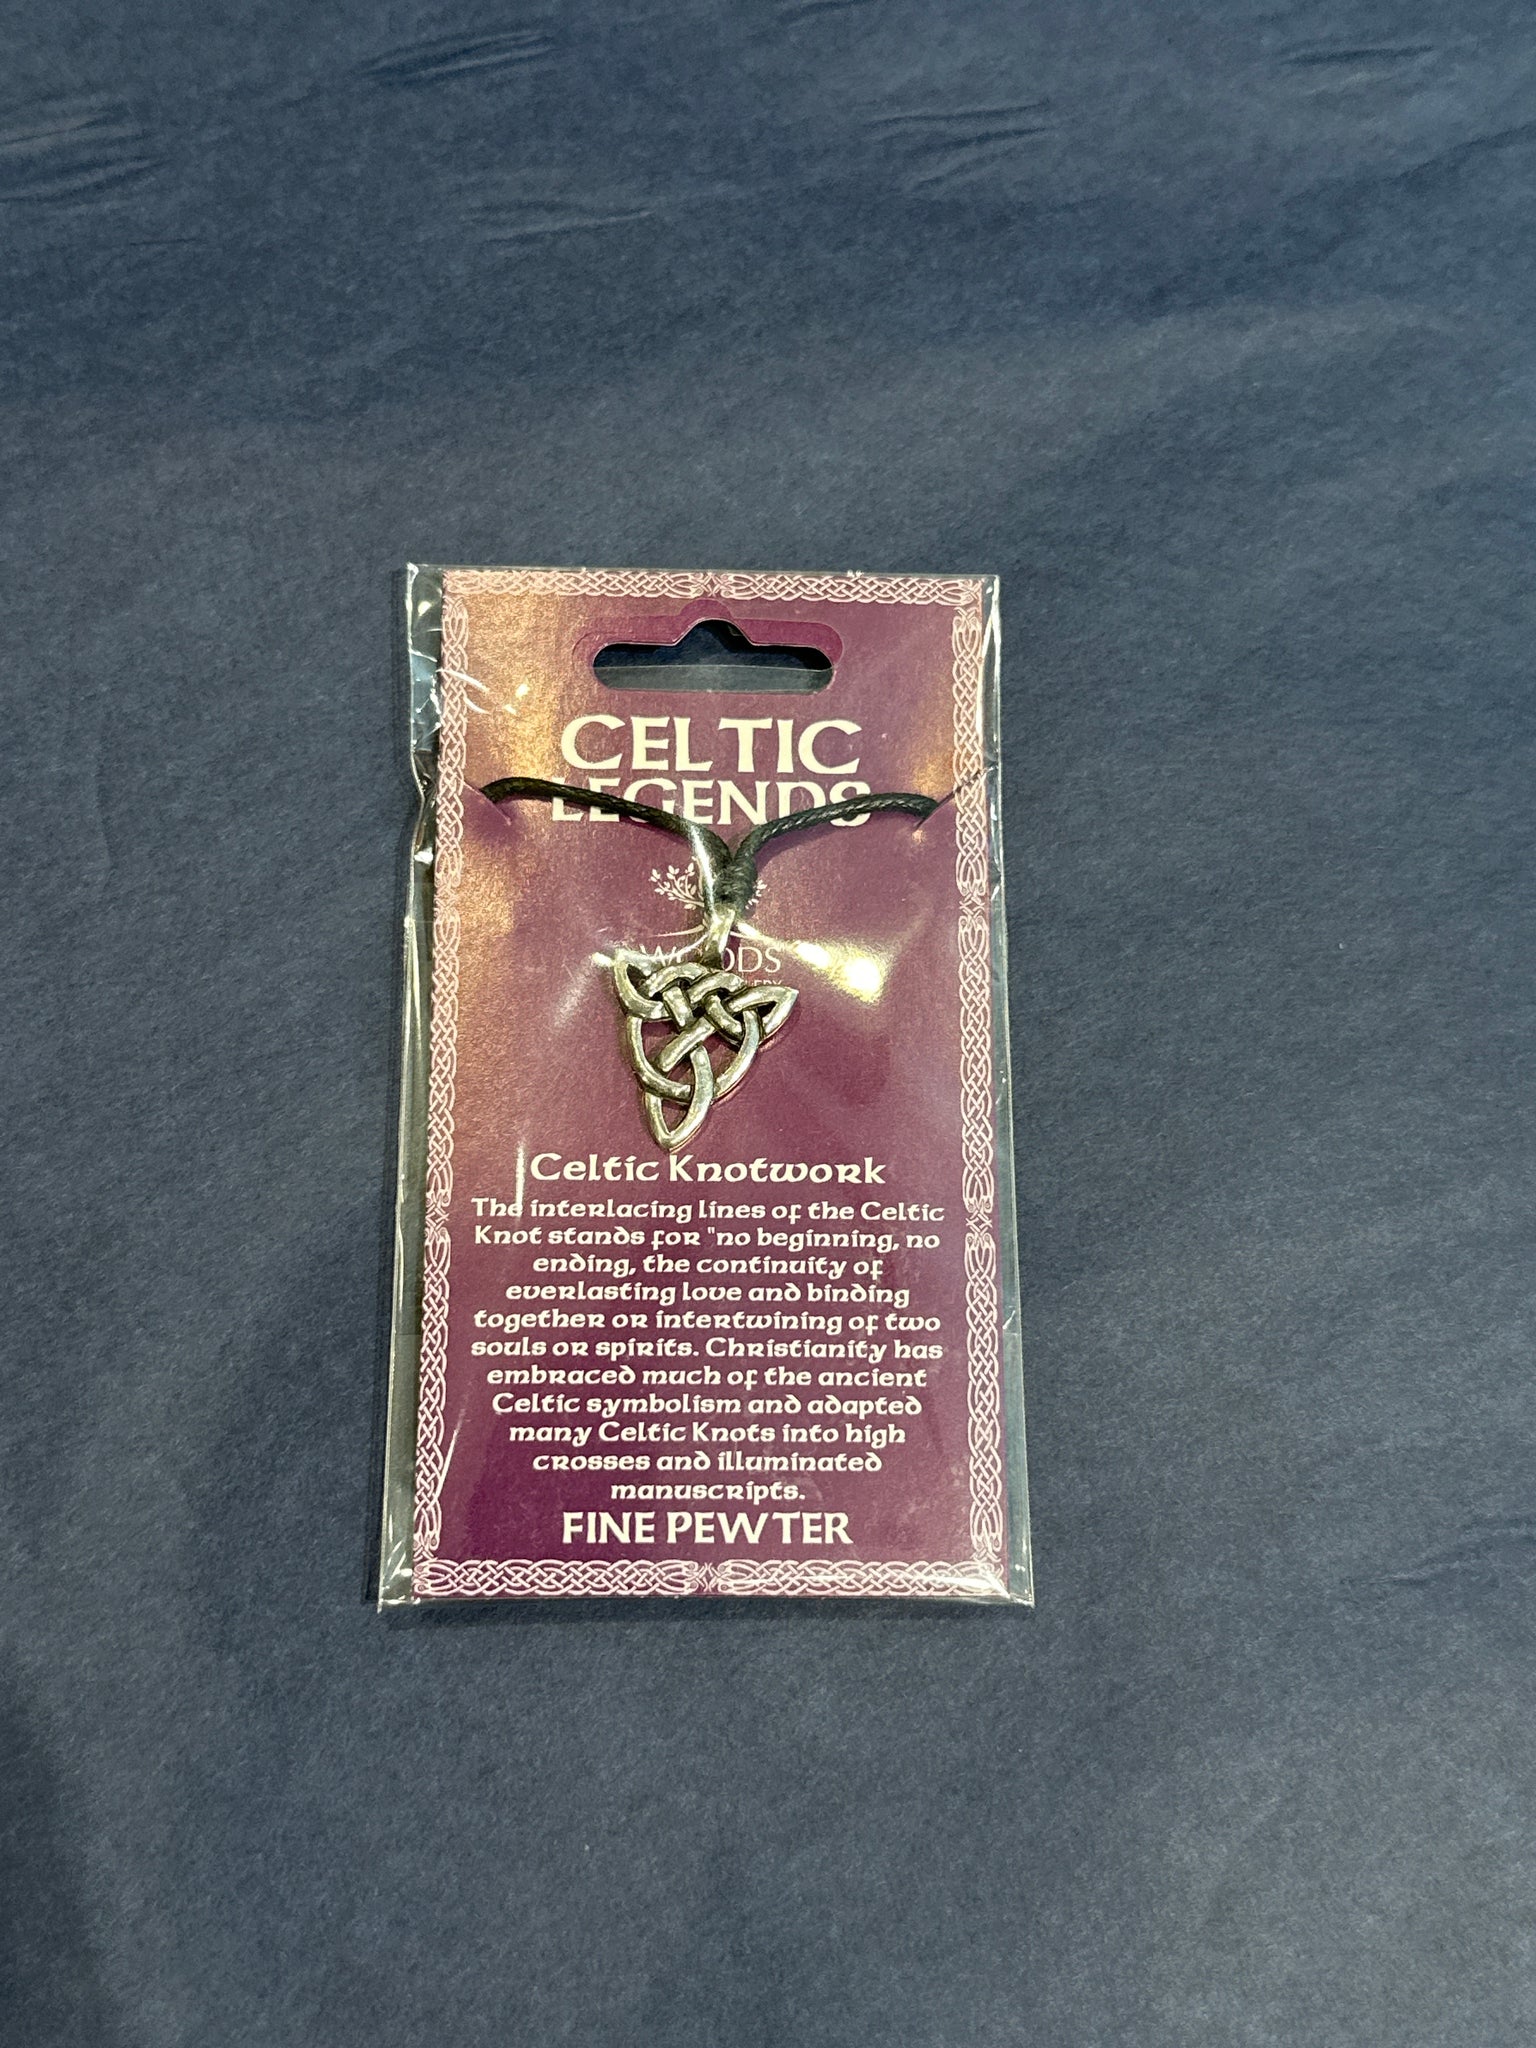 CELTIC
LEGENDS
WOODS
Celtic Knotwork
The interlacing lines of the Celtic
Knot stands for "no beginning, no
ending, the continuity of
everlasting love and binding
together or intertwining of two
souls or spirits. Christianity has
embraced much of the ancient
Celtic symbolism and adapted
many Celtic Knots into high
crosses and illuminated
manuscripts.
FINE PEWTER